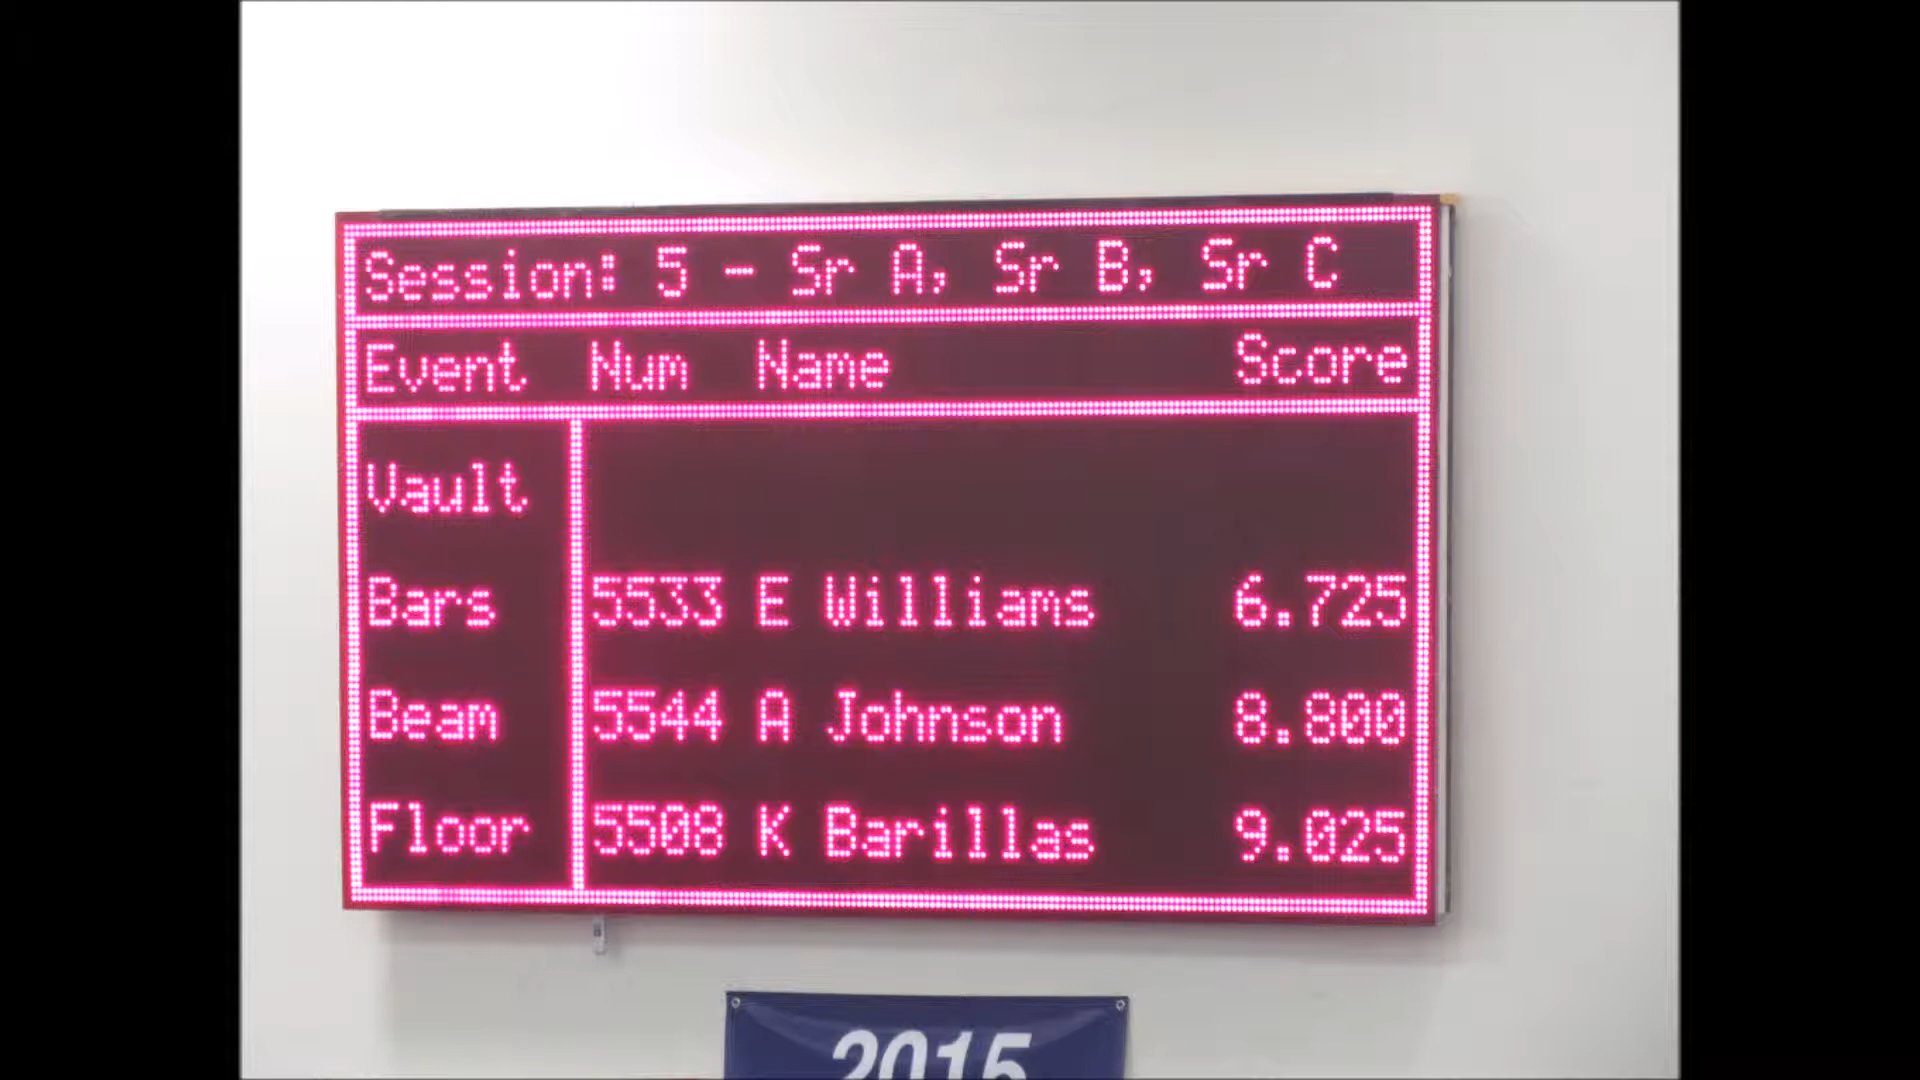 Session: 5 - Sr A, Sr B, Sr C
Event Num Name Score
Vault
Bars 5533 E Williams 6.725
Beam 5544 A Johnson 8.800
Floor 5508 K Barillas 9.025
2015